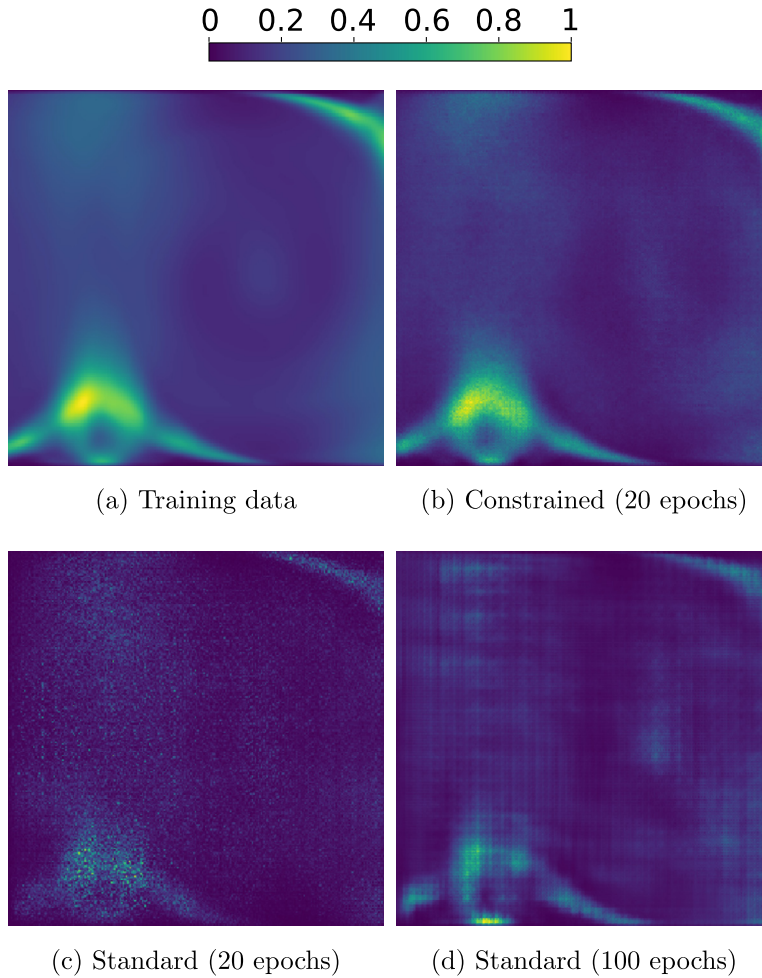 0 0.2 0.4 0.6 0.8 1
(a) Training data
(b) Constrained (20 epochs)
(c) Standard (20 epochs)
(d) Standard (100 epochs)